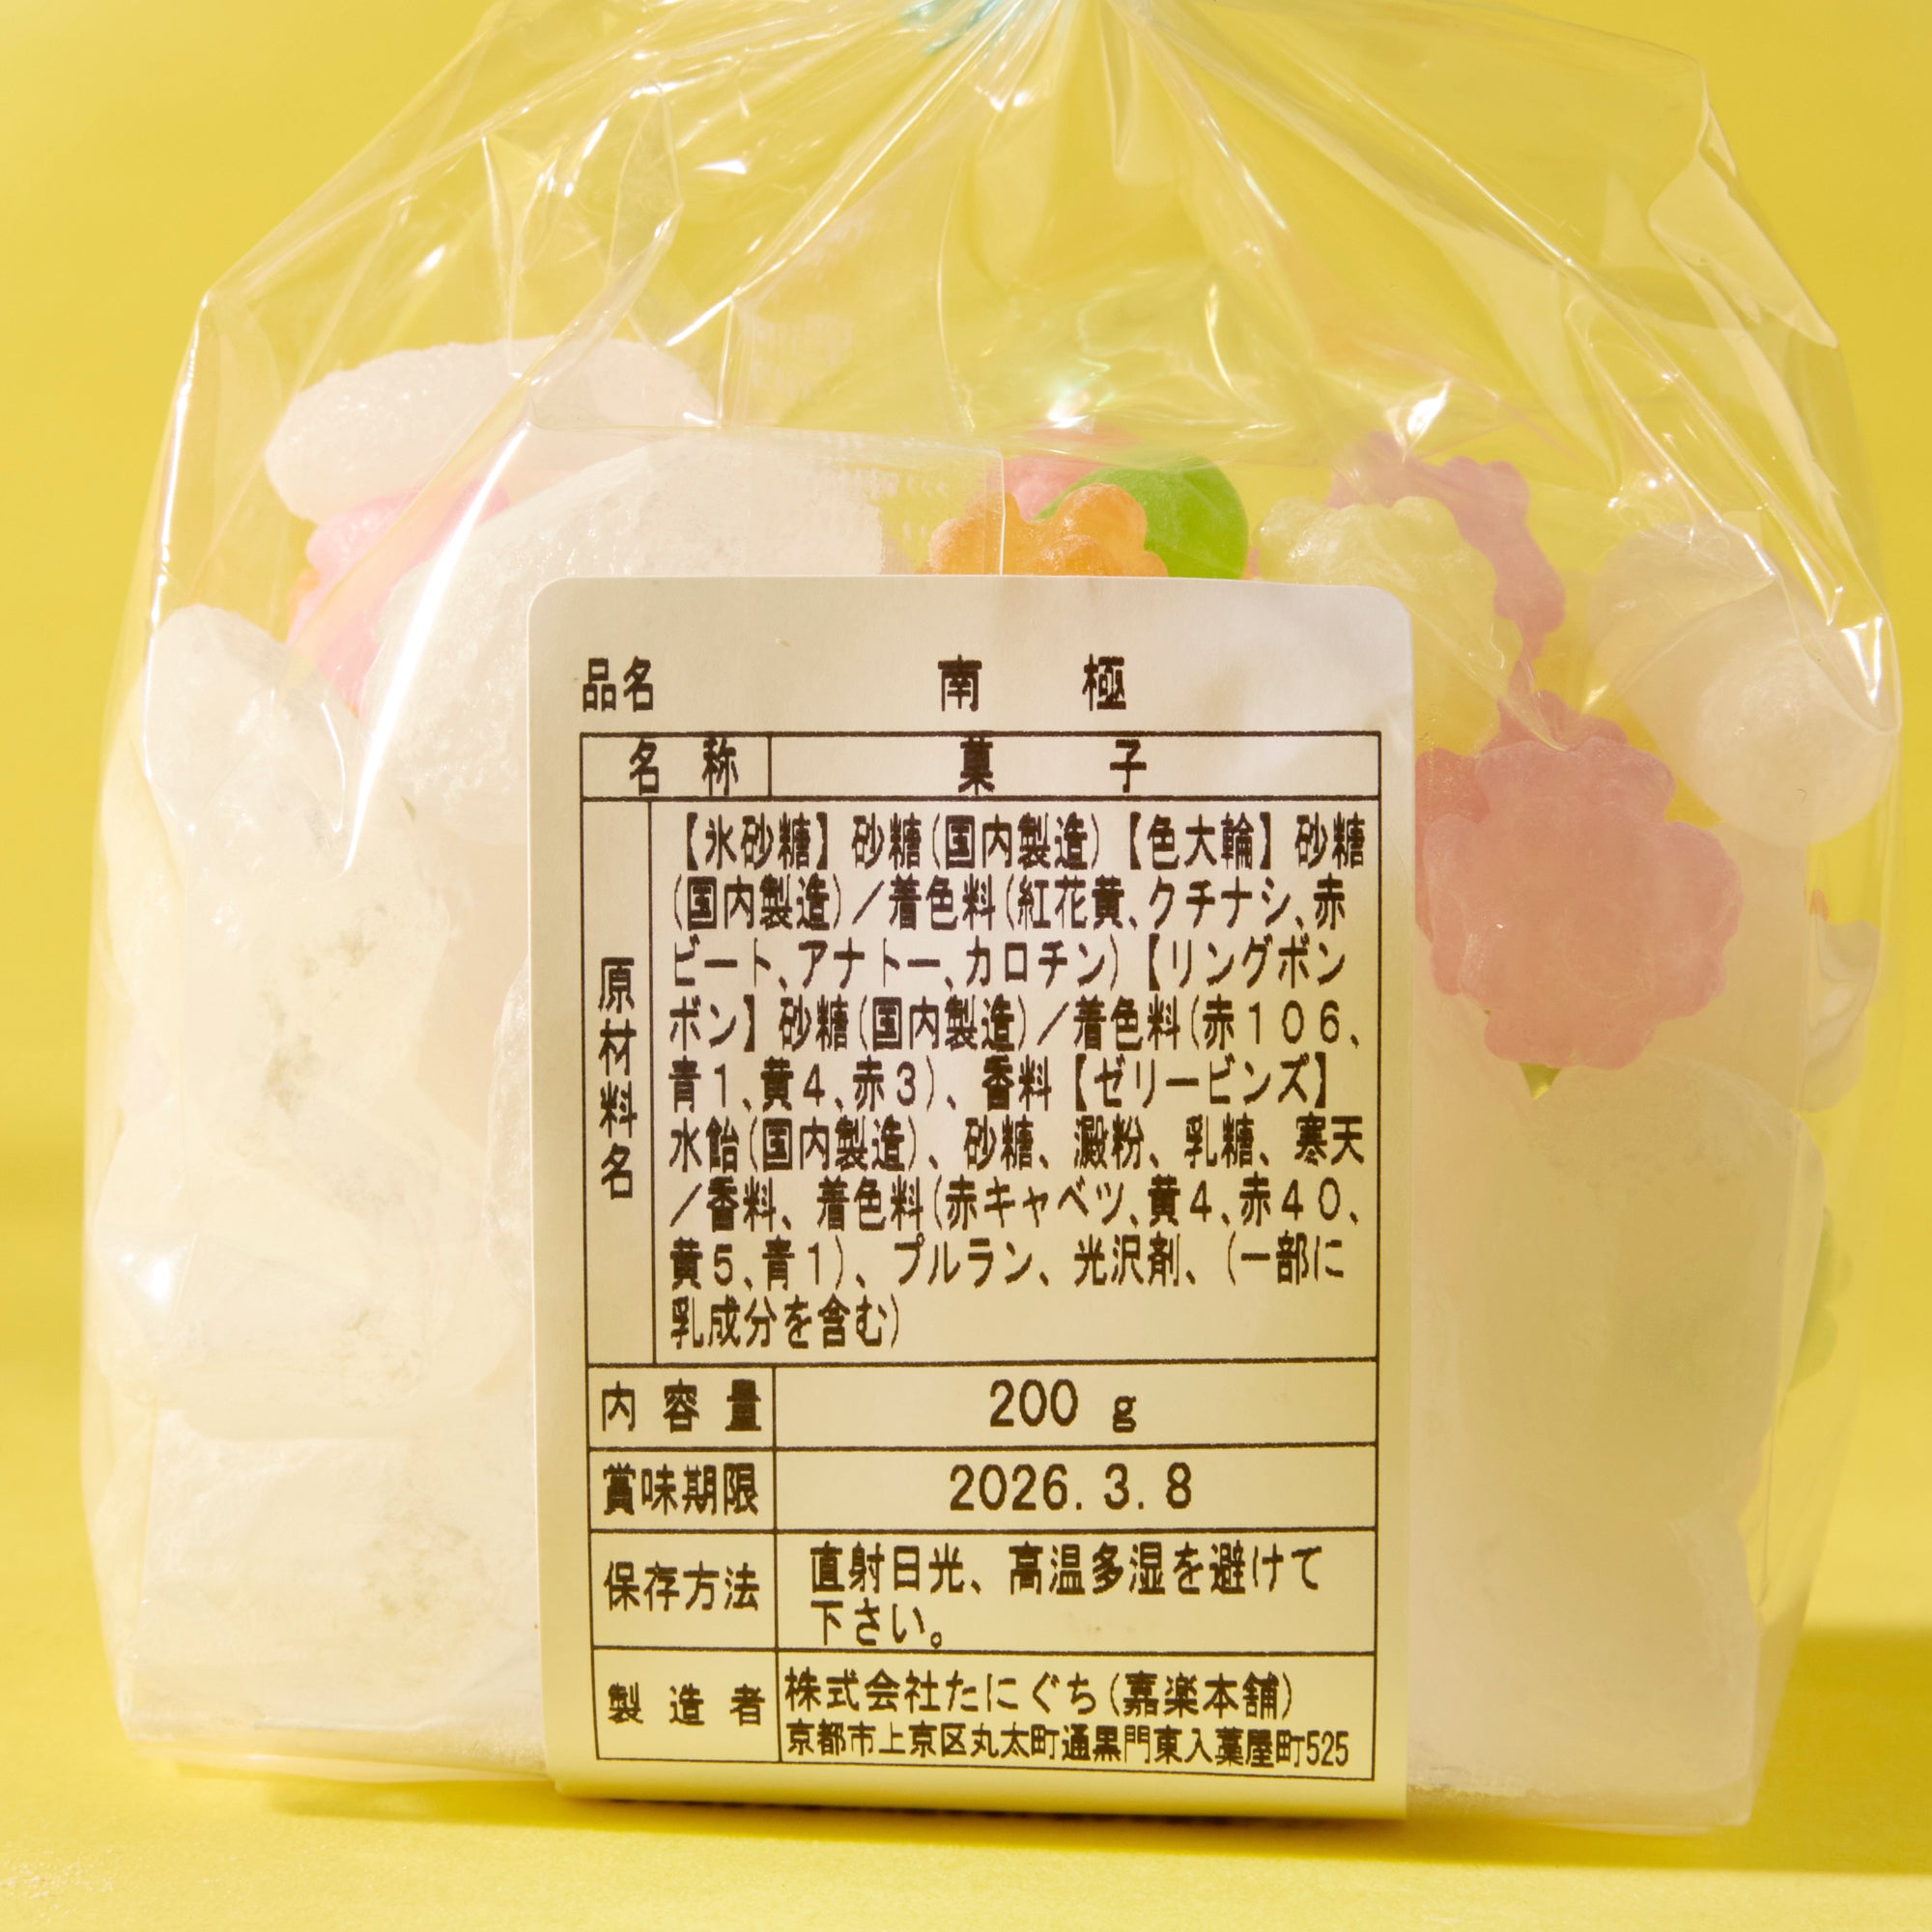 品名 南極
名称 菓子
原材料名
【氷砂糖】砂糖(国内製造)【色大輪】砂糖
(国内製造)／着色料(紅花黄、クチナシ、赤
ビート、アナトー、カロチン)【リングボン
ボン】砂糖(国内製造)／着色料(赤１０６、
青１、黄４、赤３)、香料【ゼリービンズ】
水飴(国内製造)、砂糖、澱粉、乳糖、寒天
／香料、着色料(赤キャベツ、黄４、赤４０、
黄５、青１)、プルラン、光沢剤、(一部に
乳成分を含む)
内容量 200 g
賞味期限 2026.3.8
保存方法 直射日光、高温多湿を避けて
下さい。
製造者 株式会社たにぐち(嘉楽本舗)
京都市上京区丸太町通黒門東入藁屋町525